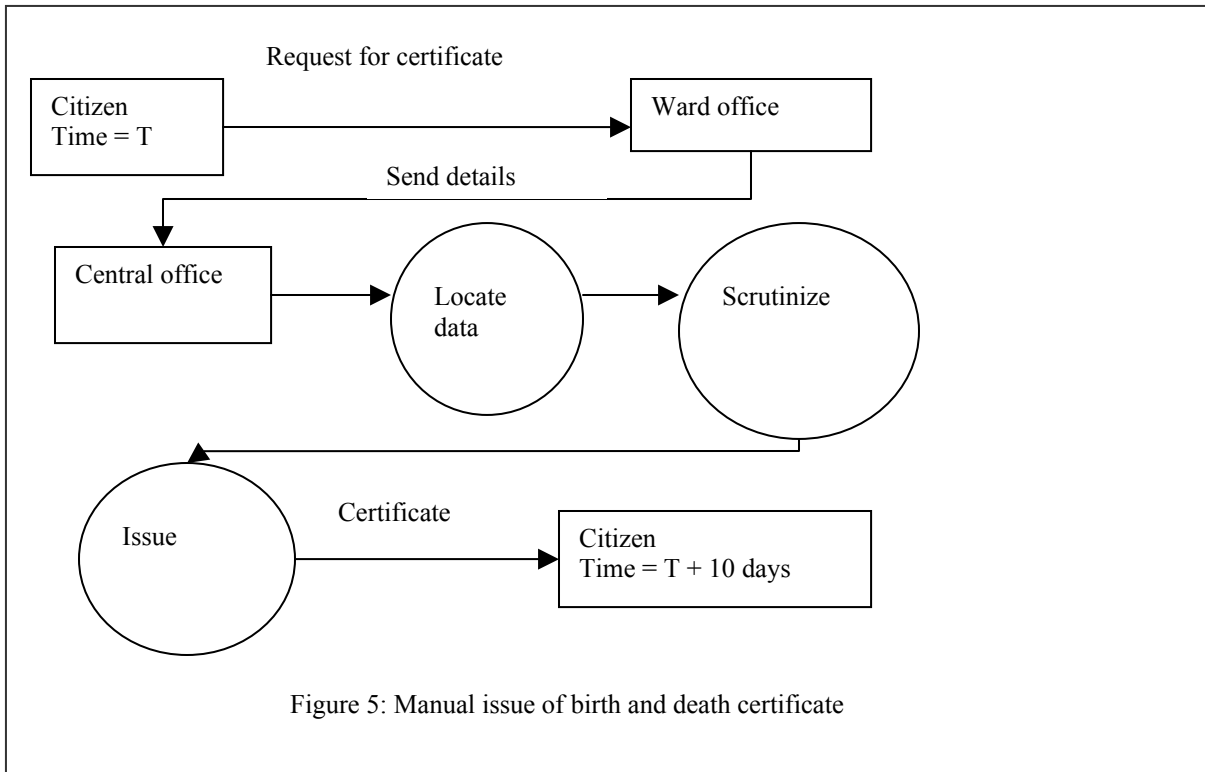 Request for certificate
Citizen
Time = T
Ward office
Send details
Central office
Locate
data
Scrutinize
Issue
Certificate
Citizen
Time = T + 10 days
Figure 5: Manual issue of birth and death certificate